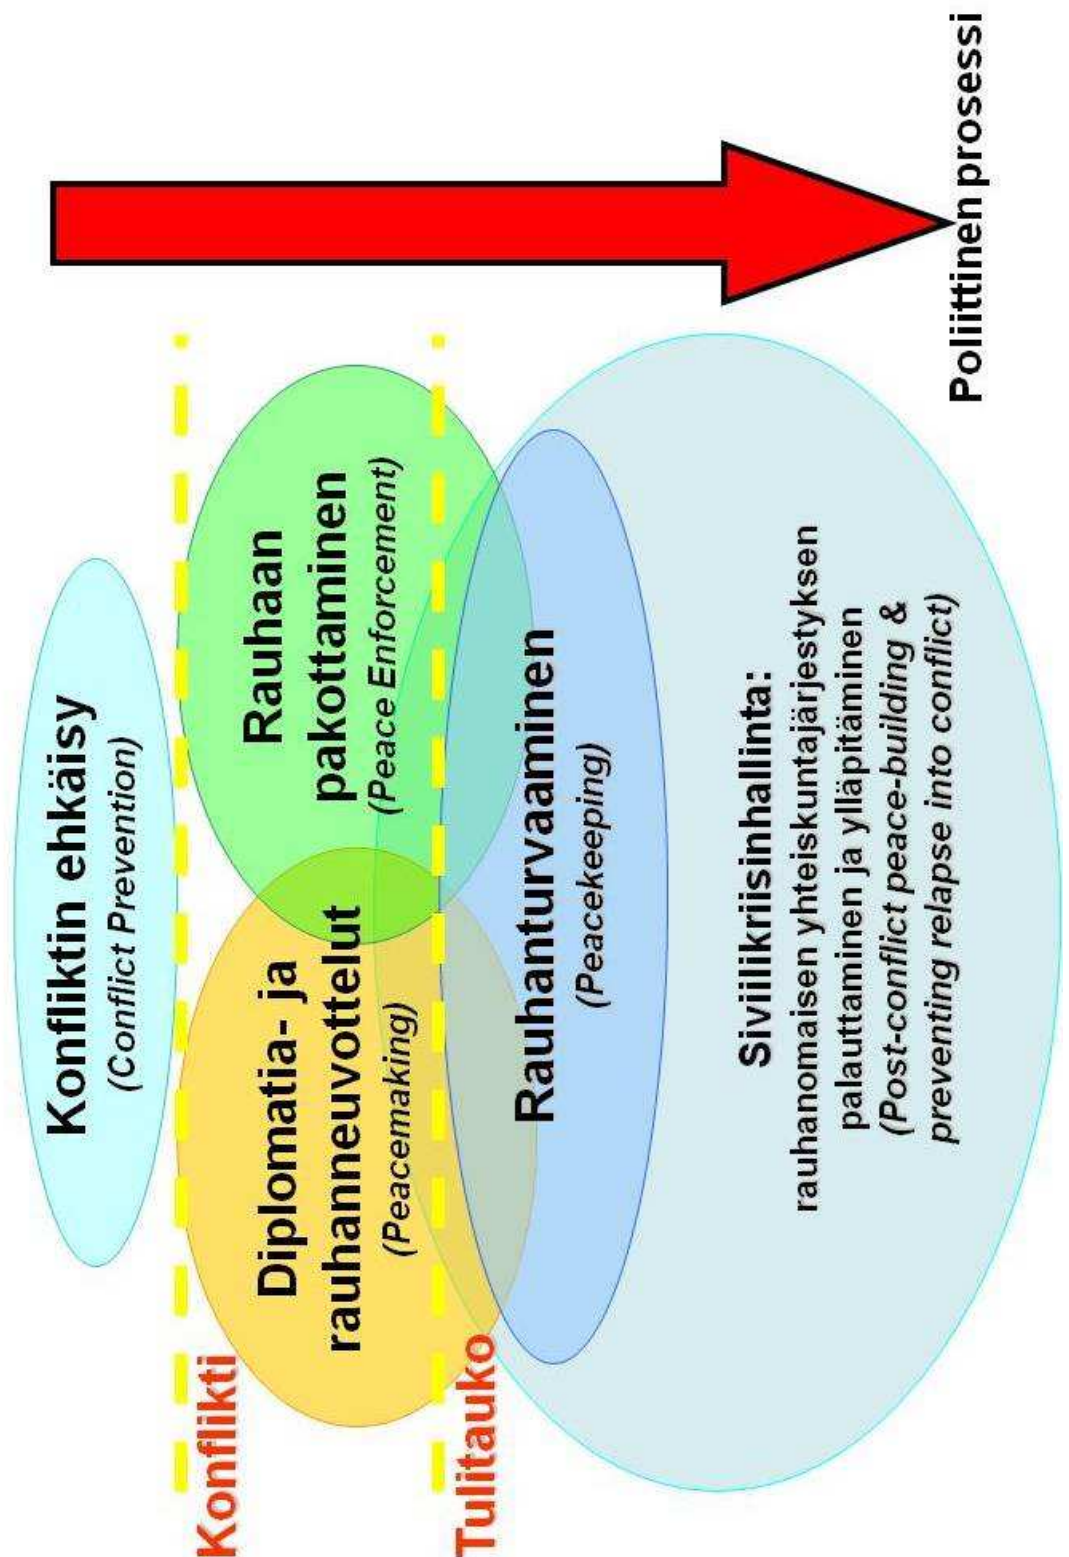 Konfliktin ehkäisy
(Conflict Prevention)
Konflikti
Diplomatia- ja
rauhanneuvottelut
(Peacemaking)
Rauhaan
pakottaminen
(Peace Enforcement)
Tulitauko
Rauhanturvaaminen
(Peacekeeping)
Siviilikriisinhallinta:
rauhanomaisen yhteiskuntajärjestyksen
palauttaminen ja ylläpitäminen
(Post-conflict peace-building &
preventing relapse into conflict)
Poliittinen prosessi